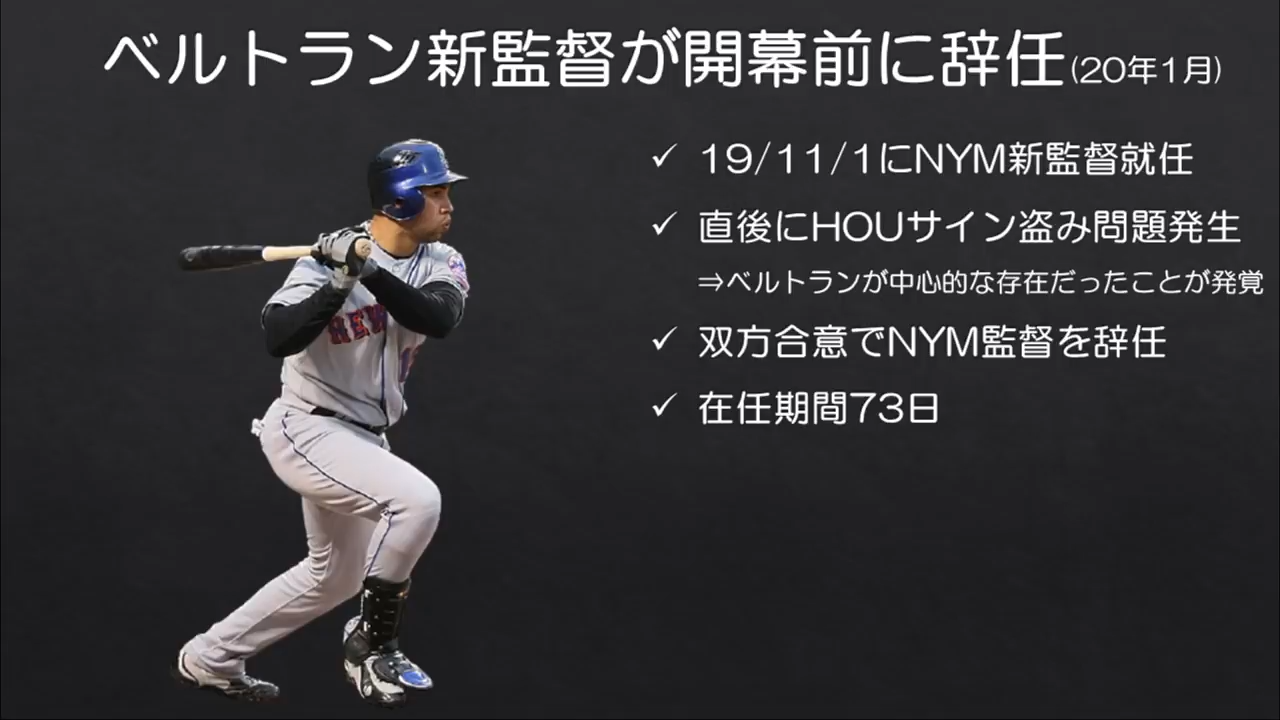 ベルトラン新監督が開幕前に辞任(20年1月)
✓ 19/11/1にNYM新監督就任
✓ 直後にHOUサイン盗み問題発生
⇒ベルトランが中心的な存在だったことが発覚
✓ 双方合意でNYM監督を辞任
✓ 在任期間73日